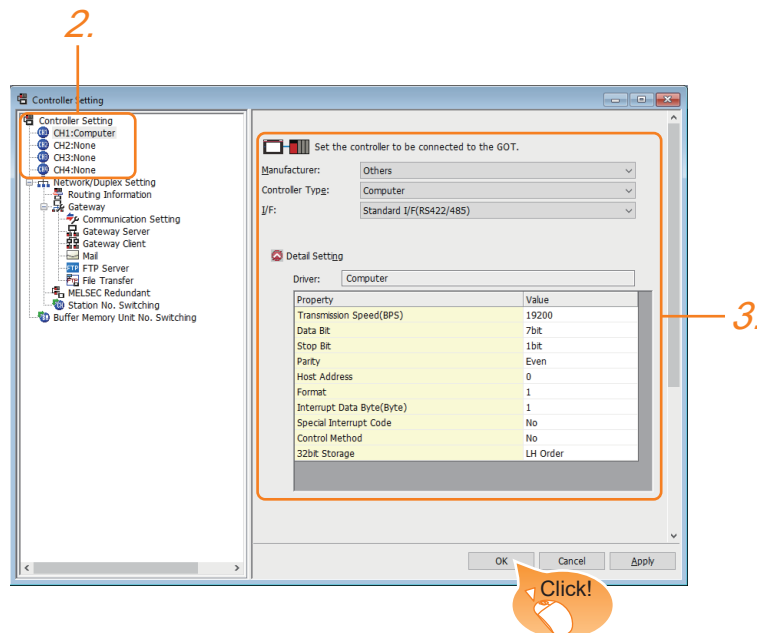 2.
Controller Setting
Controller Setting
CH1:Computer
CH2:None
CH3:None
CH4:None
Network/Duplex Setting
Routing Information
Gateway
Communication Setting
Gateway Server
Gateway Client
Mail
FTP Server
File Transfer
MELSEC Redundant
Station No. Switching
Buffer Memory Unit No. Switching
Set the controller to be connected to the GOT.
Manufacturer: Others
Controller Type: Computer
I/F: Standard I/F(RS422/485)
Detail Setting
Driver: Computer
Property Value
Transmission Speed(BPS) 19200
Data Bit 7bit
Stop Bit 1bit
Parity Even
Host Address 0
Format 1
Interrupt Data Byte(Byte) 1
Special Interrupt Code No
Control Method No
32bit Storage LH Order
3.
OK Cancel Apply
Click!